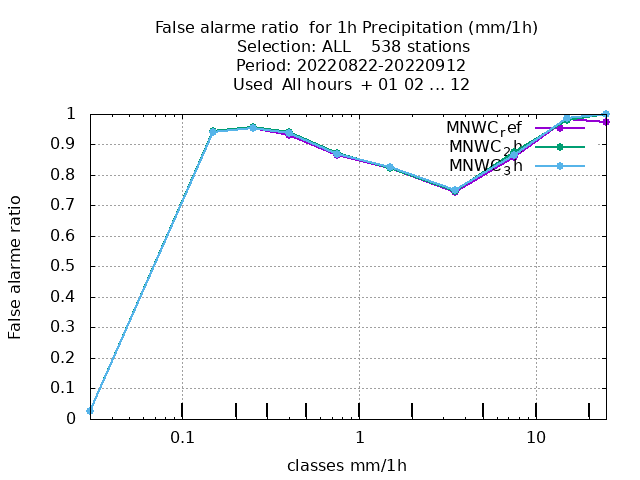 False alarme ratio  for 1h Precipitation (mm/1h)
Selection: ALL    538 stations
Period: 20220822-20220912
Used  All hours  + 01 02 ... 12
1
0.9
0.8
0.7
0.6
0.5
0.4
0.3
0.2
0.1
0
False alarme ratio
MNWC_ref
MNWC_2h
MNWC_3h
0.1
1
10
classes mm/1h